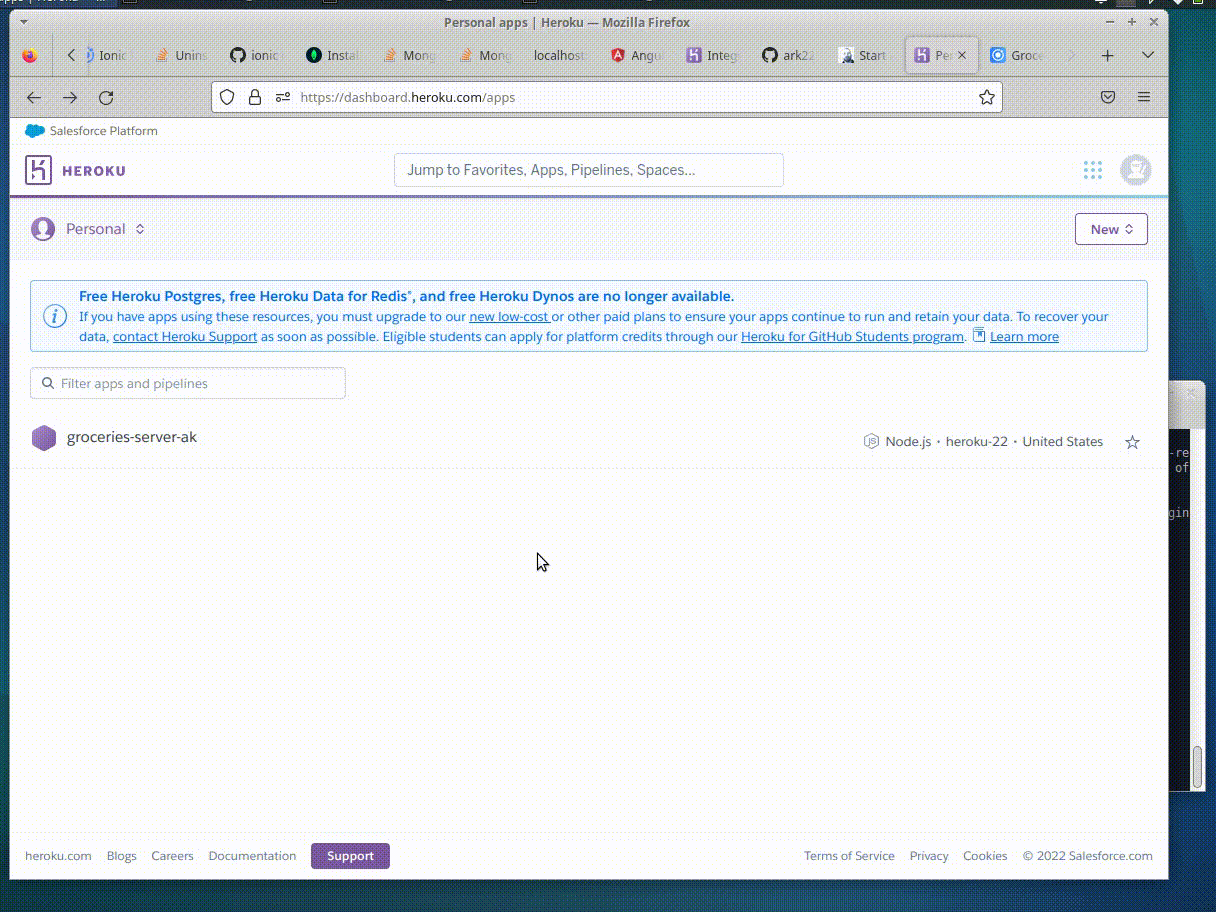 Personal apps | Heroku — Mozilla Firefox
Ionic
Unins
ionic
Instal
Mong
Mong
localhost
Angu
Integ
ark2
Start
Pe
Groce
https://dashboard.heroku.com/apps
Salesforce Platform
HEROKU
Jump to Favorites, Apps, Pipelines, Spaces...
Personal
New
Free Heroku Postgres, free Heroku Data for Redis®, and free Heroku Dynos are no longer available.
If you have apps using these resources, you must upgrade to our new low-cost or other paid plans to ensure your apps continue to run and retain your data. To recover your
data, contact Heroku Support as soon as possible. Eligible students can apply for platform credits through our Heroku for GitHub Students program. Learn more
Filter apps and pipelines
groceries-server-ak
Node.js • heroku-22 • United States
-re
of
gin
heroku.com Blogs Careers Documentation Support
Terms of Service Privacy Cookies © 2022 Salesforce.com